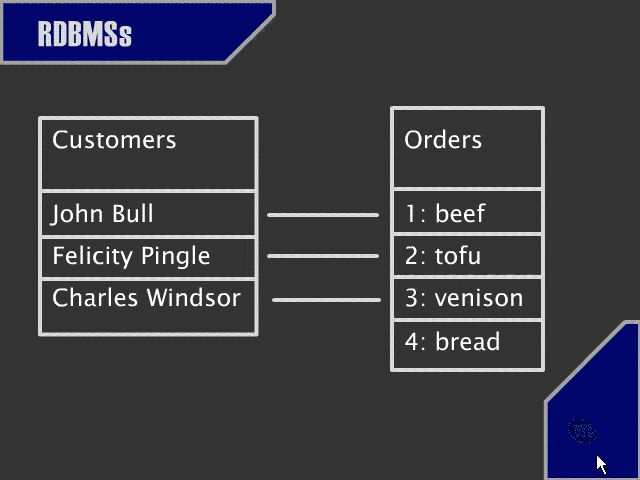 RDBMSs
Customers
John Bull
Felicity Pingle
Charles Windsor
Orders
1: beef
2: tofu
3: venison
4: bread